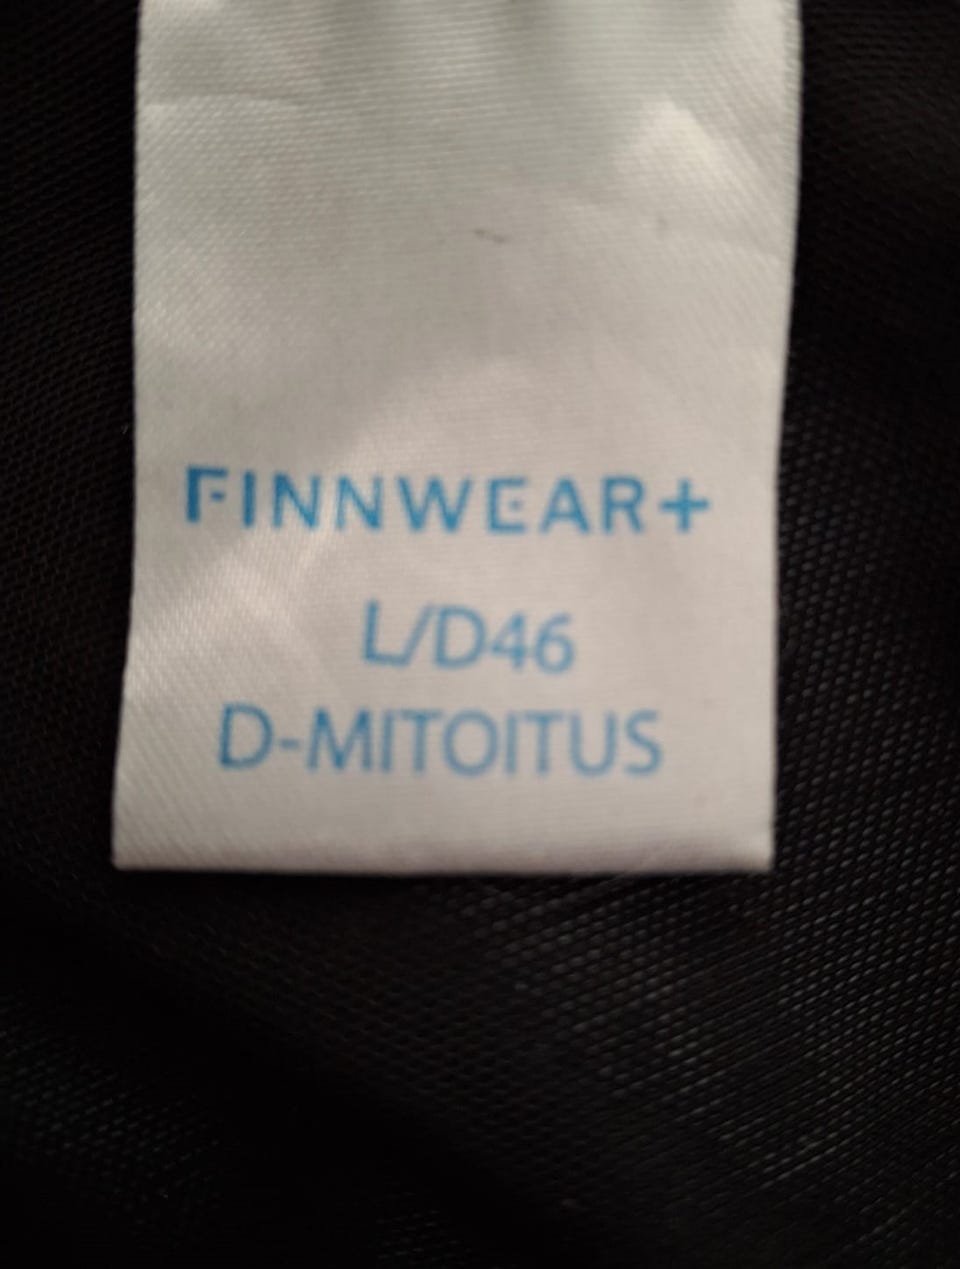 FINNWEAR+
L/D46
D-MITOITUS